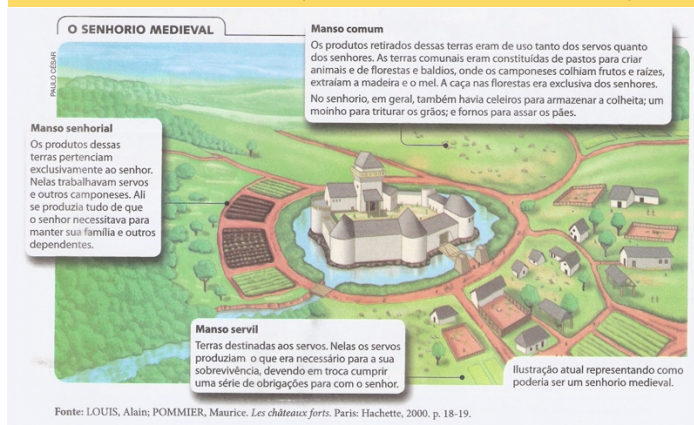 O SENHORIO MEDIEVAL
PAULO CÉSAR
Manso comum
Os produtos retirados dessas terras eram de uso tanto dos servos quanto
dos senhores. As terras comunais eram constituídas de pastos para criar
animais e de florestas e baldios, onde os camponeses colhiam frutos e raízes,
extraíam a madeira e o mel. A caça nas florestas era exclusiva dos senhores.
No senhorio, em geral, também havia celeiros para armazenar a colheita; um
moinho para triturar os grãos; e fornos para assar os pães.
Manso senhorial
Os produtos dessas
terras pertenciam
exclusivamente ao senhor.
Nelas trabalhavam servos
e outros camponeses. Ali
se produzia tudo de que
o senhor necessitava para
manter sua família e outros
dependentes.
Manso servil
Terras destinadas aos servos. Nelas os servos
produziam o que era necessário para a sua
sobrevivência, devendo em troca cumprir
uma série de obrigações para com o senhor.
Ilustração atual representando como
poderia ser um senhorio medieval.
Fonte: LOUIS, Alain; POMMIER, Maurice. Les châteaux forts. Paris: Hachette, 2000. p. 18-19.